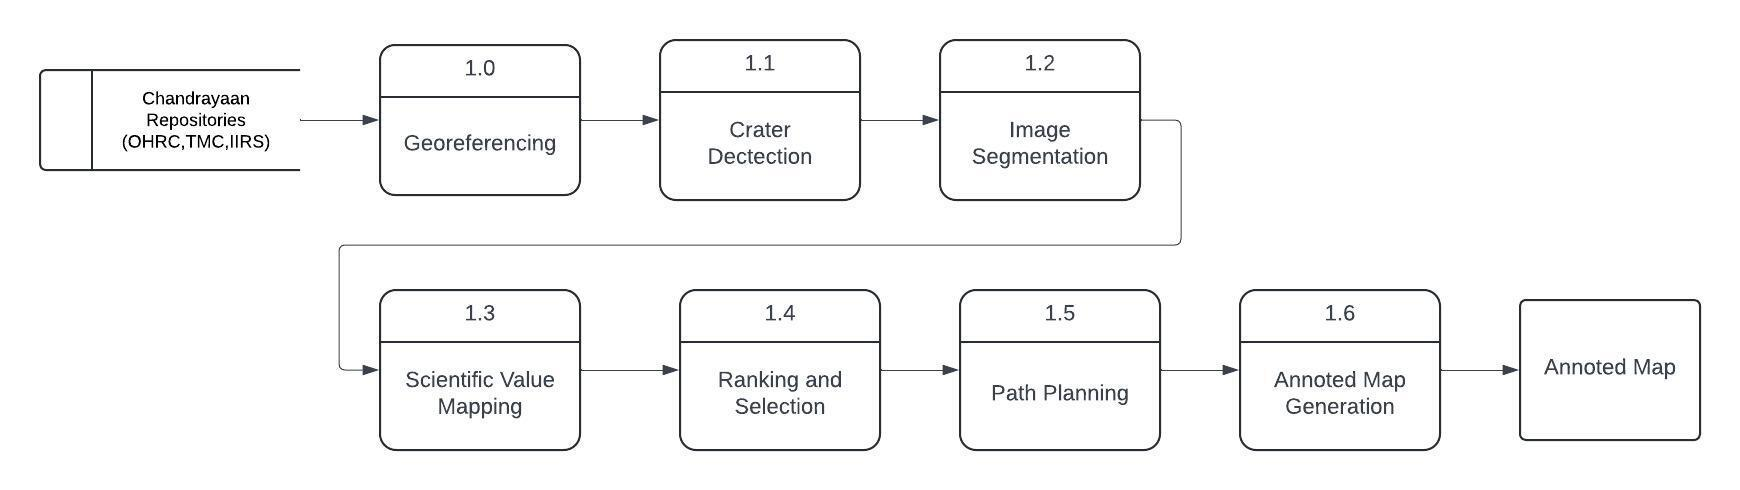 Chandrayaan
Repositories
(OHRC,TMC,IIRS)
1.0
Georeferencing
1.1
Crater
Dectection
1.2
Image
Segmentation
1.3
Scientific Value
Mapping
1.4
Ranking and
Selection
1.5
Path Planning
1.6
Annoted Map
Generation
Annoted Map